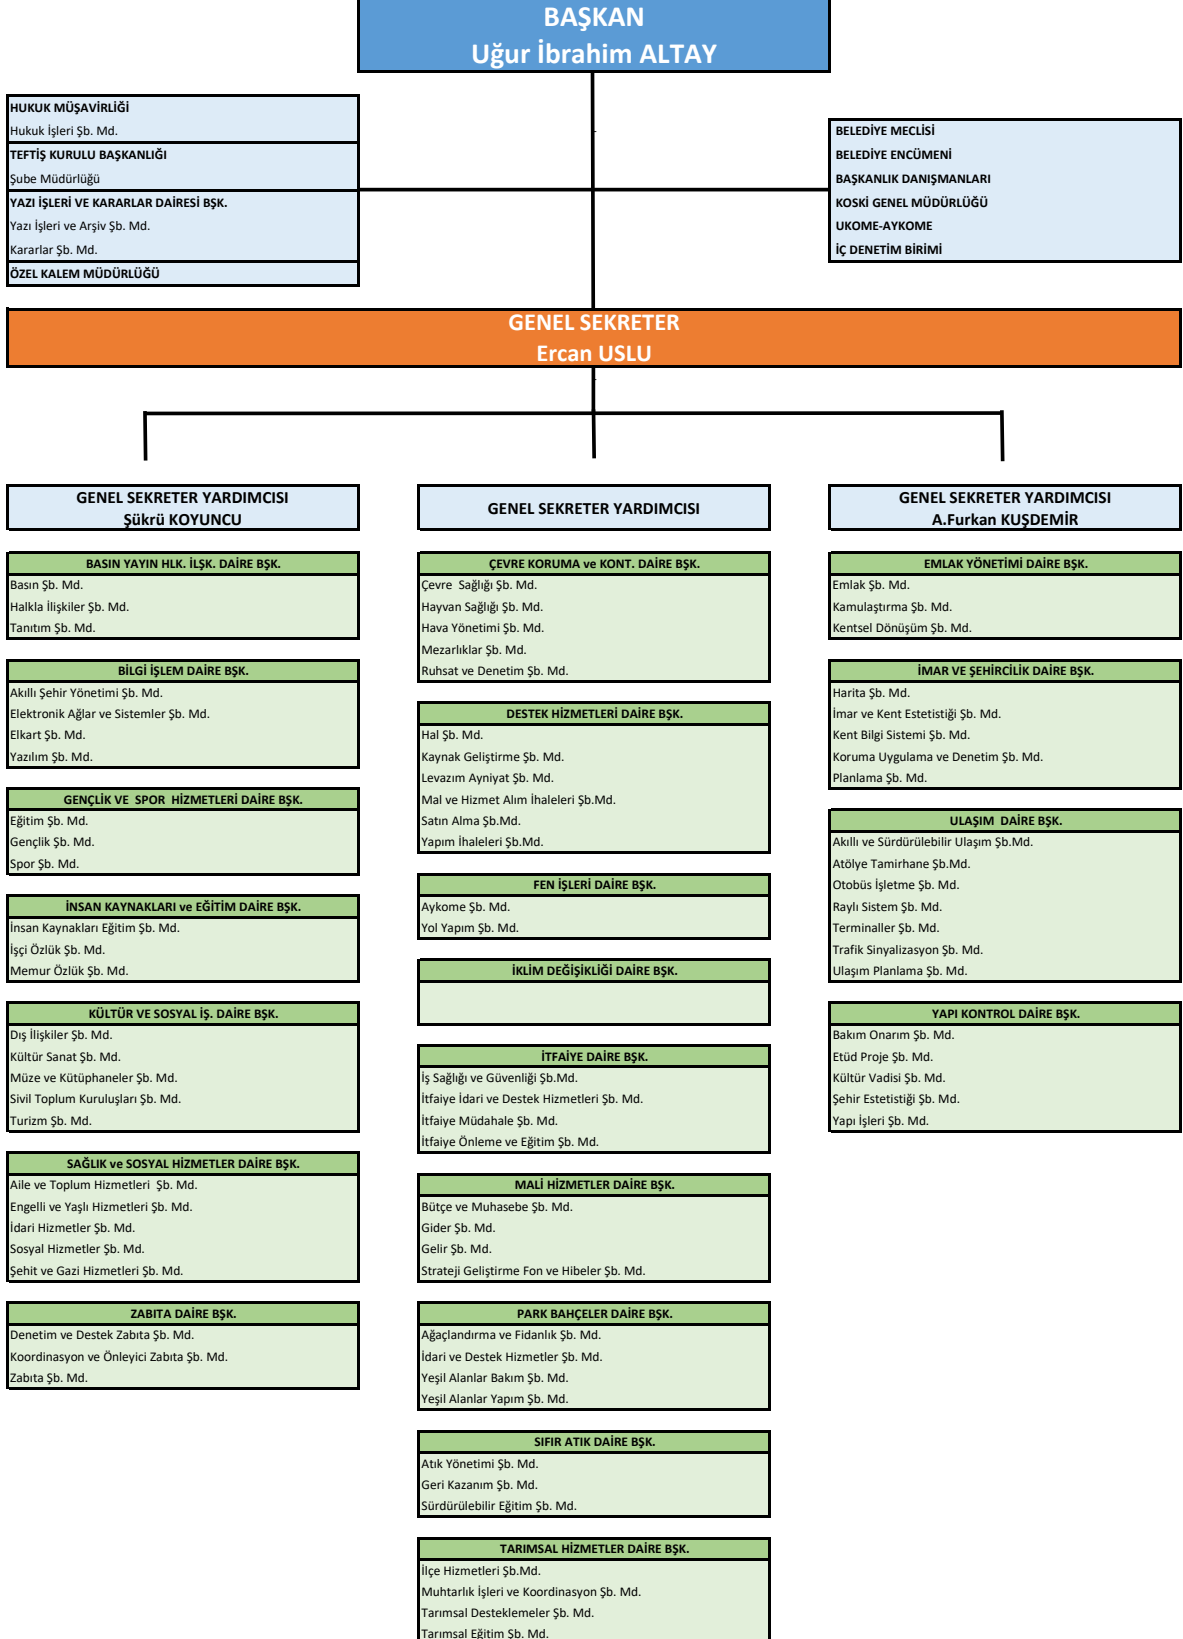 BAŞKAN
Uğur İbrahim ALTAY
HUKUK MÜŞAVİRLİĞİ
Hukuk İşleri Şb. Md.
TEFTİŞ KURULU BAŞKANLIĞI
Şube Müdürlüğü
YAZI İŞLERİ VE KARARLAR DAİRESİ BŞK.
Yazı İşleri ve Arşiv Şb. Md.
Kararlar Şb. Md.
ÖZEL KALEM MÜDÜRLÜĞÜ
BELEDİYE MECLİSİ
BELEDİYE ENCÜMENİ
BAŞKANLIK DANIŞMANLARI
KOSKİ GENEL MÜDÜRLÜĞÜ
UKOME-AYKOME
İÇ DENETİM BİRİMİ
GENEL SEKRETER
Ercan USLU
GENEL SEKRETER YARDIMCISI
Şükrü KOYUNCU
BASIN YAYIN HLK. İLŞK. DAİRE BŞK.
Basın Şb. Md.
Halkla İlişkiler Şb. Md.
Tanıtım Şb. Md.
BİLGİ İŞLEM DAİRE BŞK.
Akıllı Şehir Yönetimi Şb. Md.
Elektronik Ağlar ve Sistemler Şb. Md.
Elkart Şb. Md.
Yazılım Şb. Md.
GENÇLİK VE SPOR HİZMETLERİ DAİRE BŞK.
Eğitim Şb. Md.
Gençlik Şb. Md.
Spor Şb. Md.
İNSAN KAYNAKLARI ve EĞİTİM DAİRE BŞK.
İnsan Kaynakları Eğitim Şb. Md.
İşçi Özlük Şb. Md.
Memur Özlük Şb. Md.
KÜLTÜR VE SOSYAL İŞ. DAİRE BŞK.
Dış İlişkiler Şb. Md.
Kültür Sanat Şb. Md.
Müze ve Kütüphaneler Şb. Md.
Sivil Toplum Kuruluşları Şb. Md.
Turizm Şb. Md.
SAĞLIK ve SOSYAL HİZMETLER DAİRE BŞK.
Aile ve Toplum Hizmetleri Şb. Md.
Engelli ve Yaşlı Hizmetleri Şb. Md.
İdari Hizmetler Şb. Md.
Sosyal Hizmetler Şb. Md.
Şehit ve Gazi Hizmetleri Şb. Md.
ZABITA DAİRE BŞK.
Denetim ve Destek Zabıta Şb. Md.
Koordinasyon ve Önleyici Zabıta Şb. Md.
Zabıta Şb. Md.
GENEL SEKRETER YARDIMCISI
ÇEVRE KORUMA ve KONT. DAİRE BŞK.
Çevre Sağlığı Şb. Md.
Hayvan Sağlığı Şb. Md.
Hava Yönetimi Şb. Md.
Mezarlıklar Şb. Md.
Ruhsat ve Denetim Şb. Md.
DESTEK HİZMETLERİ DAİRE BŞK.
Hal Şb. Md.
Kaynak Geliştirme Şb. Md.
Levazım Ayniyat Şb. Md.
Mal ve Hizmet Alım İhaleleri Şb.Md.
Satın Alma Şb.Md.
Yapım İhaleleri Şb.Md.
FEN İŞLERİ DAİRE BŞK.
Aykome Şb. Md.
Yol Yapım Şb. Md.
İKLİM DEĞİŞİKLİĞİ DAİRE BŞK.
İTFAİYE DAİRE BŞK.
İş Sağlığı ve Güvenliği Şb.Md.
İtfaiye İdari ve Destek Hizmetleri Şb. Md.
İtfaiye Müdahale Şb. Md.
İtfaiye Önleme ve Eğitim Şb. Md.
MALİ HİZMETLER DAİRE BŞK.
Bütçe ve Muhasebe Şb. Md.
Gider Şb. Md.
Gelir Şb. Md.
Strateji Geliştirme Fon ve Hibeler Şb. Md.
PARK BAHÇELER DAİRE BŞK.
Ağaçlandırma ve Fidanlık Şb. Md.
İdari ve Destek Hizmetler Şb. Md.
Yeşil Alanlar Bakım Şb. Md.
Yeşil Alanlar Yapım Şb. Md.
SIFIR ATIK DAİRE BŞK.
Atık Yönetimi Şb. Md.
Geri Kazanım Şb. Md.
Sürdürülebilir Eğitim Şb. Md.
TARIMSAL HİZMETLER DAİRE BŞK.
İlçe Hizmetleri Şb.Md.
Muhtarlık İşleri ve Koordinasyon Şb. Md.
Tarımsal Desteklemeler Şb. Md.
Tarımsal Eğitim Şb. Md.
GENEL SEKRETER YARDIMCISI
A.Furkan KUŞDEMİR
EMLAK YÖNETİMİ DAİRE BŞK.
Emlak Şb. Md.
Kamulaştırma Şb. Md.
Kentsel Dönüşüm Şb. Md.
İMAR VE ŞEHİRCİLİK DAİRE BŞK.
Harita Şb. Md.
İmar ve Kent Estetistiği Şb. Md.
Kent Bilgi Sistemi Şb. Md.
Koruma Uygulama ve Denetim Şb. Md.
Planlama Şb. Md.
ULAŞIM DAİRE BŞK.
Akıllı ve Sürdürülebilir Ulaşım Şb.Md.
Atölye Tamirhane Şb.Md.
Otobüs İşletme Şb. Md.
Raylı Sistem Şb. Md.
Terminaller Şb. Md.
Trafik Sinyalizasyon Şb. Md.
Ulaşım Planlama Şb. Md.
YAPI KONTROL DAİRE BŞK.
Bakım Onarım Şb. Md.
Etüd Proje Şb. Md.
Kültür Vadisi Şb. Md.
Şehir Estetistiği Şb. Md.
Yapı İşleri Şb. Md.